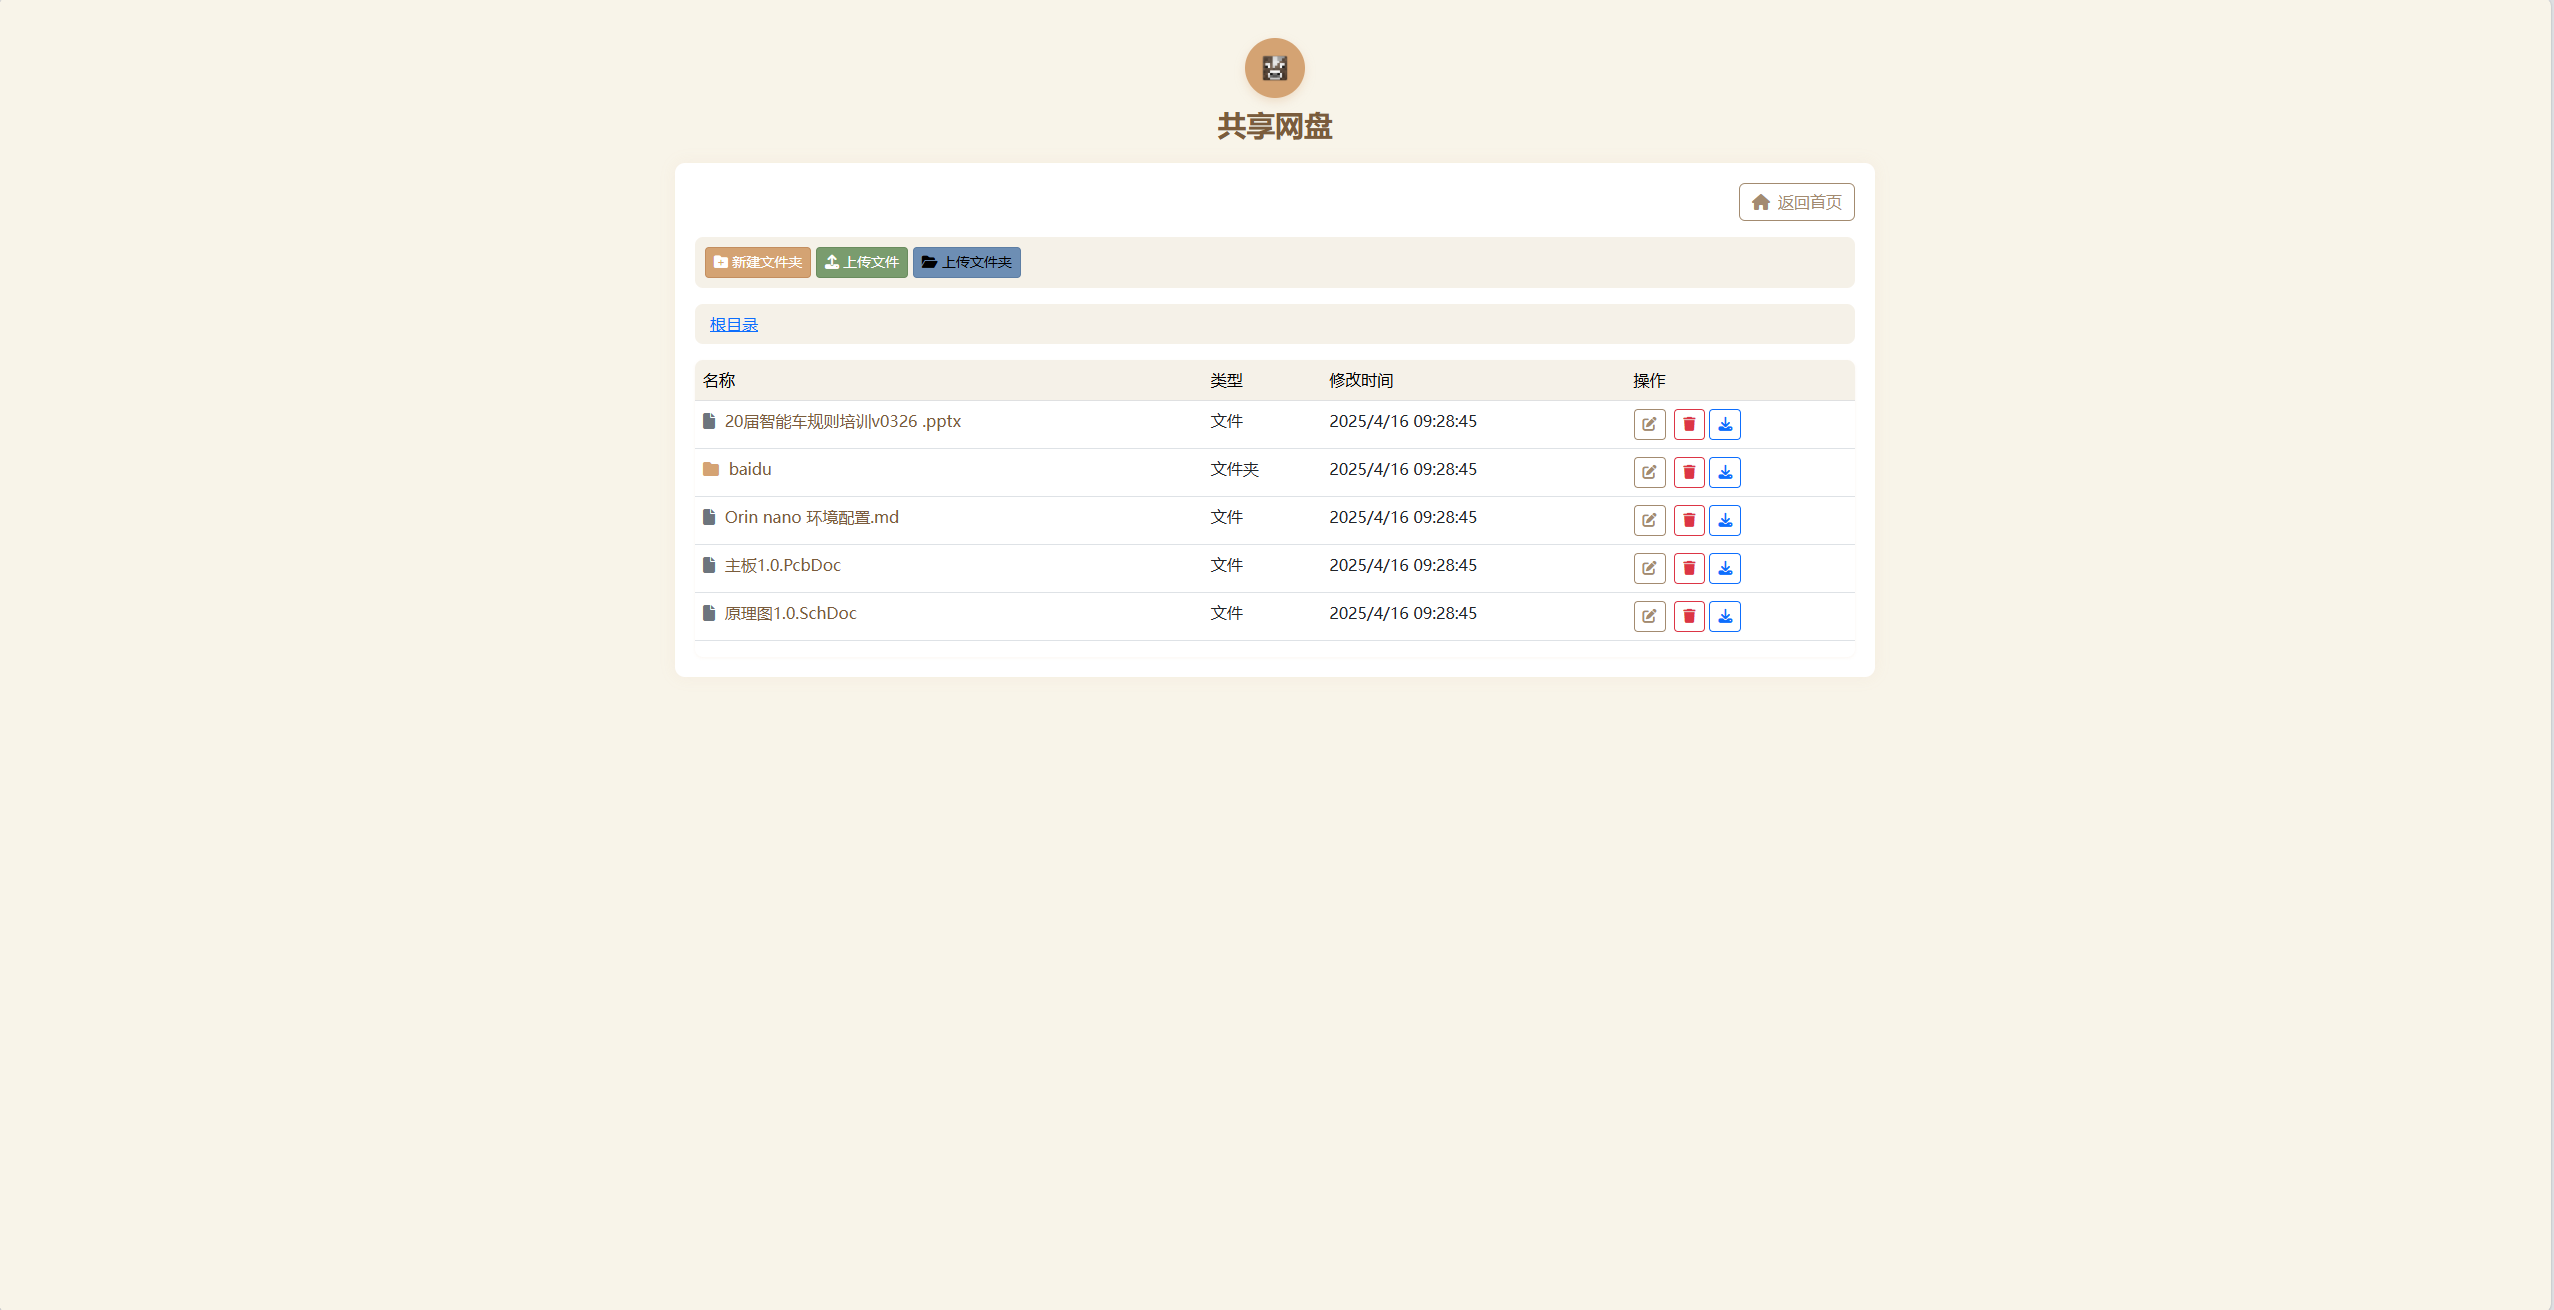 共享网盘
返回首页
新建文件夹 上传文件 上传文件夹
根目录
名称 类型 修改时间 操作
20届智能车规则培训v0326 .pptx 文件 2025/4/16 09:28:45
baidu 文件夹 2025/4/16 09:28:45
Orin nano 环境配置.md 文件 2025/4/16 09:28:45
主板1.0.PcbDoc 文件 2025/4/16 09:28:45
原理图1.0.SchDoc 文件 2025/4/16 09:28:45